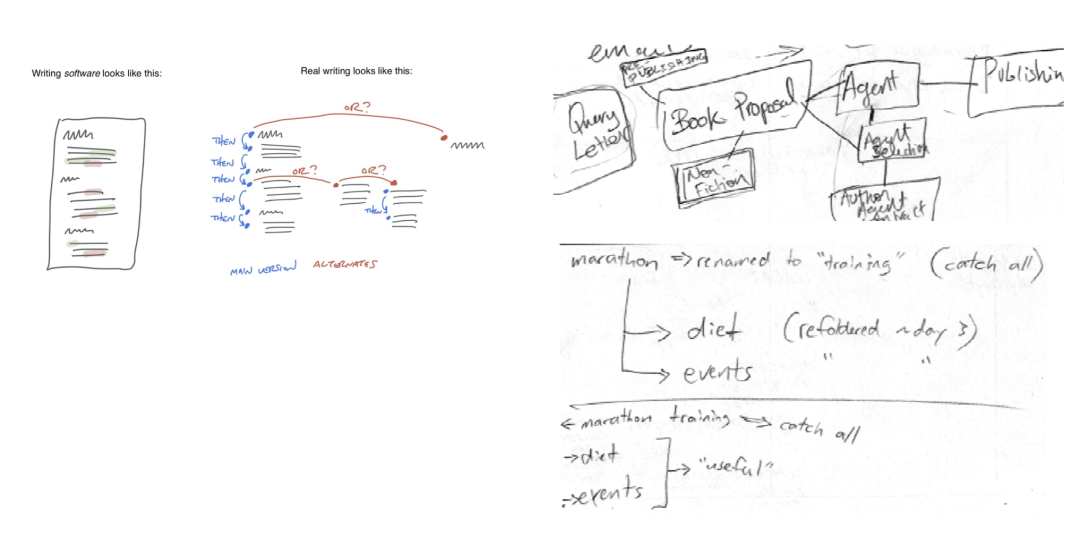 Writing software looks like this:
Real writing looks like this:
OR?
THEN
THEN
THEN
OR?
OR?
THEN
THEN
THEN
MAIN VERSION ALTERNATES
email
PRE-PUBLISHING
Query
Letter
Book Proposal
Agent
Publishin
Non-
Fiction
Agent
Selection
Author
Agent
Contract
marathon => renamed to "training" (catch all)
→ diet (refoldered ~day 3)
→ events " "
← marathon training => catch all
→ diet
→ "useful"
→ events